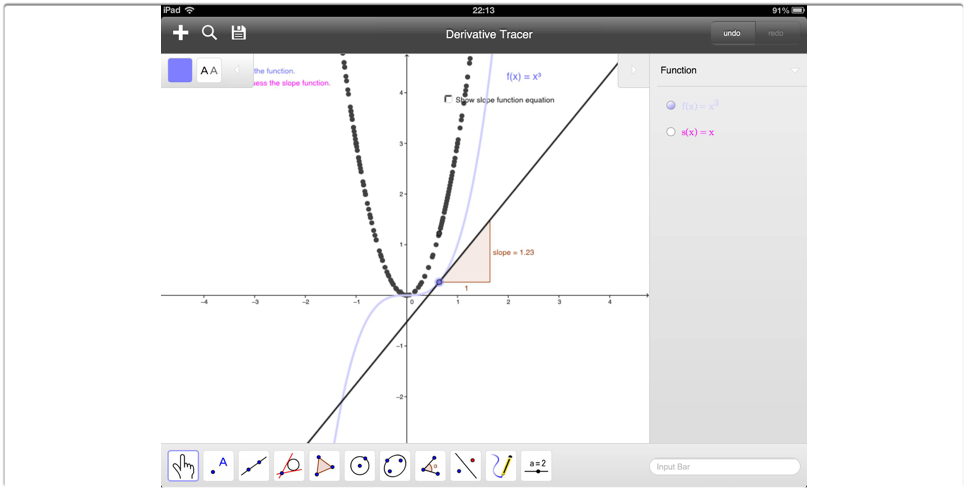 iPad 22:13 91%
Derivative Tracer
undo redo
AA
the function.
ess the slope function.
f(x) = x³
Show slope function equation
Function
f(x) = x³
s(x) = x
4
3
2
1
slope = 1.23
1
-4 -3 -2 -1 0 1 2 3 4
-1
-2
A
α
a=2
Input Bar